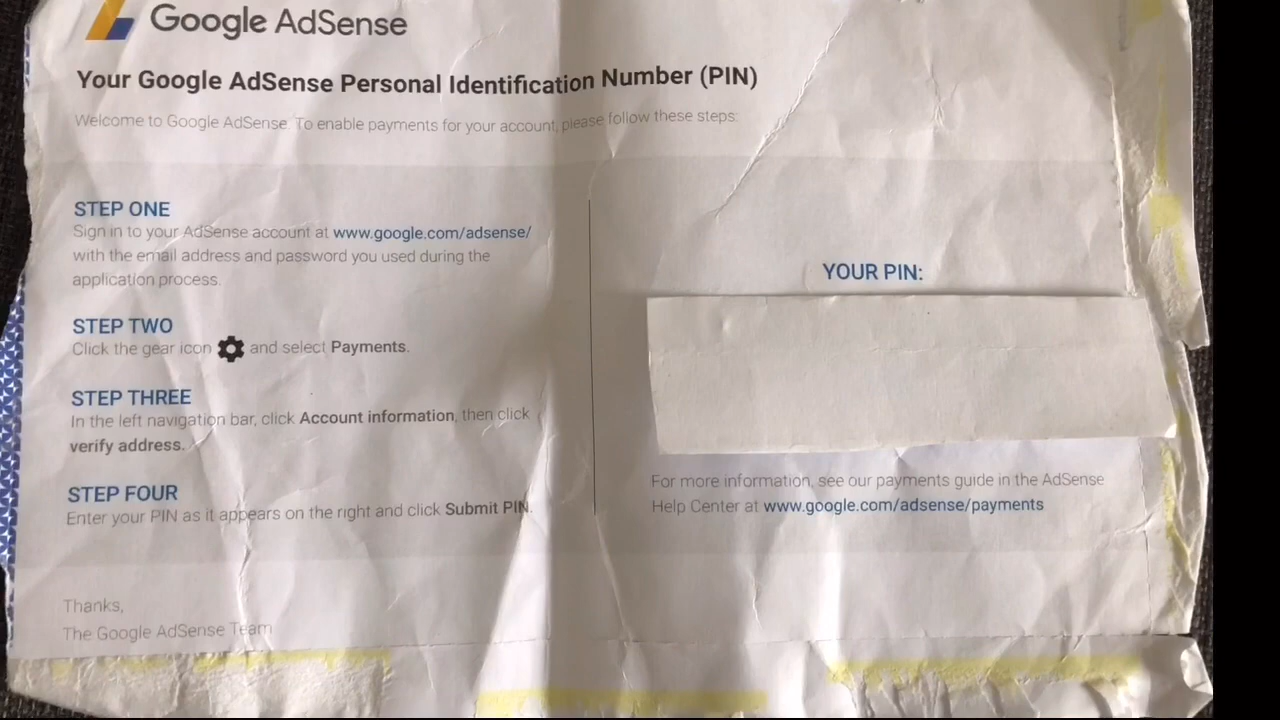 Google AdSense
Your Google AdSense Personal Identification Number (PIN)
Welcome to Google AdSense. To enable payments for your account, please follow these steps:
STEP ONE
Sign in to your AdSense account at www.google.com/adsense/
with the email address and password you used during the
application process.
STEP TWO
Click the gear icon and select Payments.
STEP THREE
In the left navigation bar, click Account information, then click
verify address.
STEP FOUR
Enter your PIN as it appears on the right and click Submit PIN.
YOUR PIN:
For more information, see our payments guide in the AdSense
Help Center at www.google.com/adsense/payments
Thanks,
The Google AdSense Team